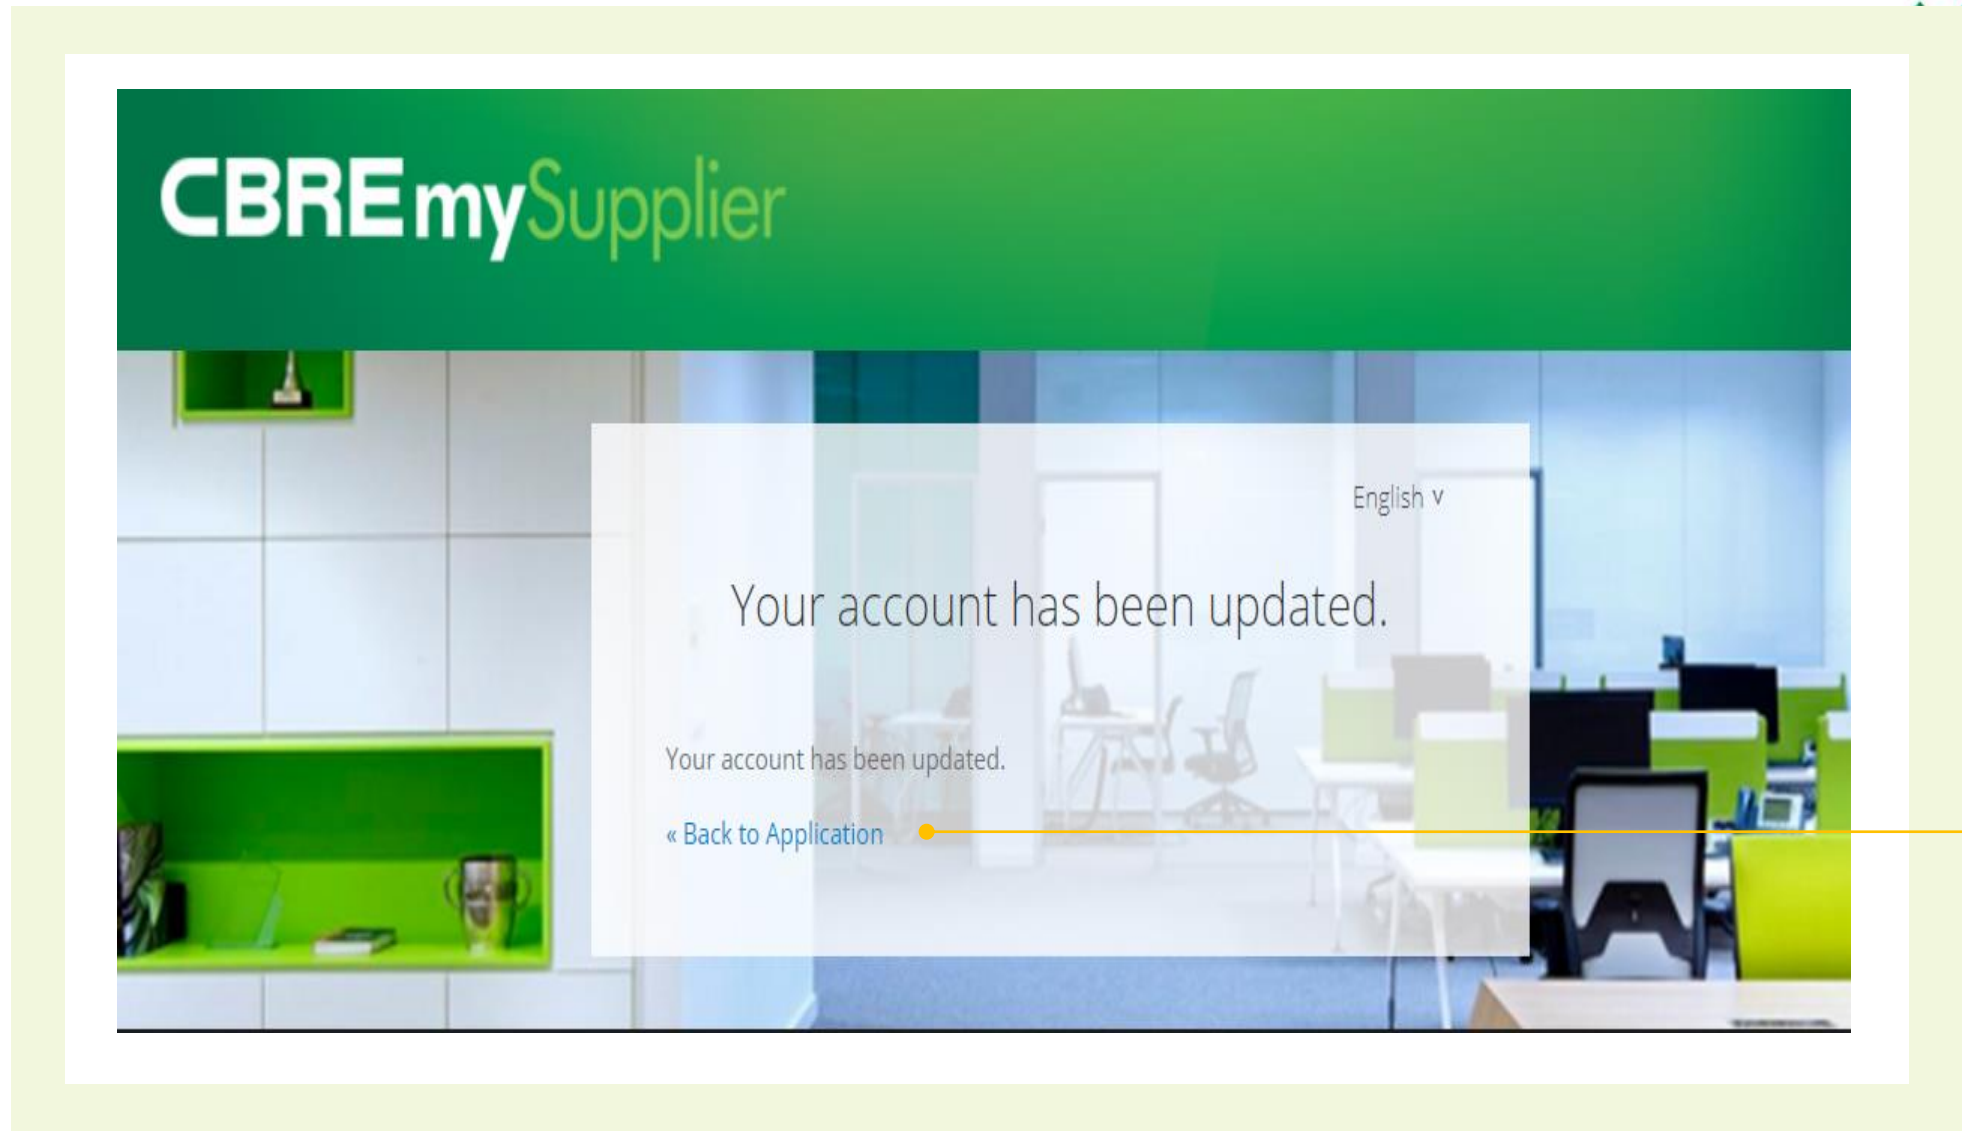 CBRE mySupplier
English v
Your account has been updated.
Your account has been updated.
« Back to Application